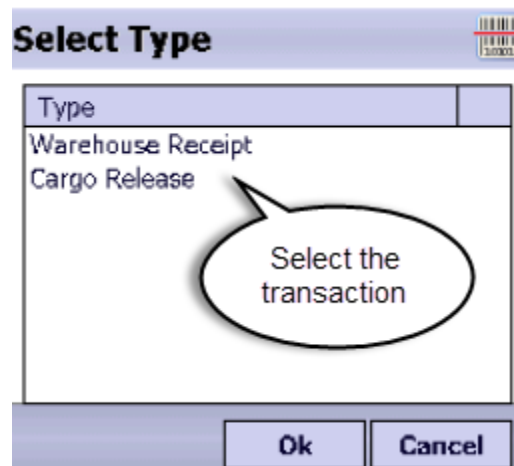 Select Type
Type
Warehouse Receipt
Cargo Release
Select the
transaction
Ok
Cancel